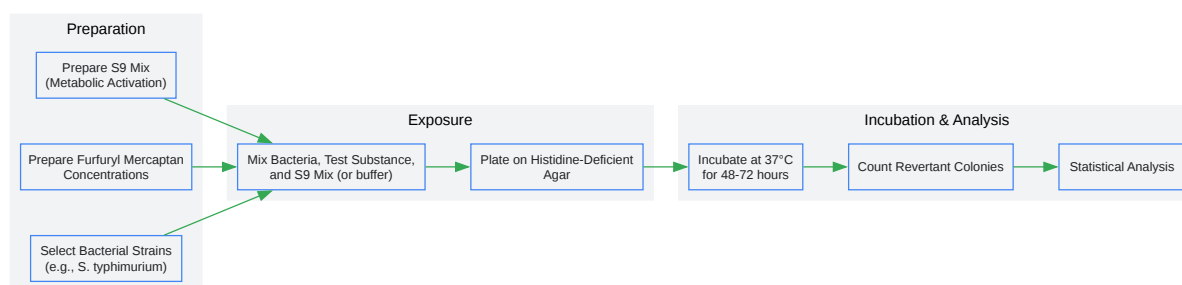 Preparation
Prepare S9 Mix
(Metabolic Activation)
Prepare Furfuryl Mercaptan
Concentrations
Select Bacterial Strains
(e.g., S. typhimurium)
Exposure
Mix Bacteria, Test Substance,
and S9 Mix (or buffer)
Plate on Histidine-Deficient
Agar
Incubation & Analysis
Incubate at 37°C
for 48-72 hours
Count Revertant Colonies
Statistical Analysis